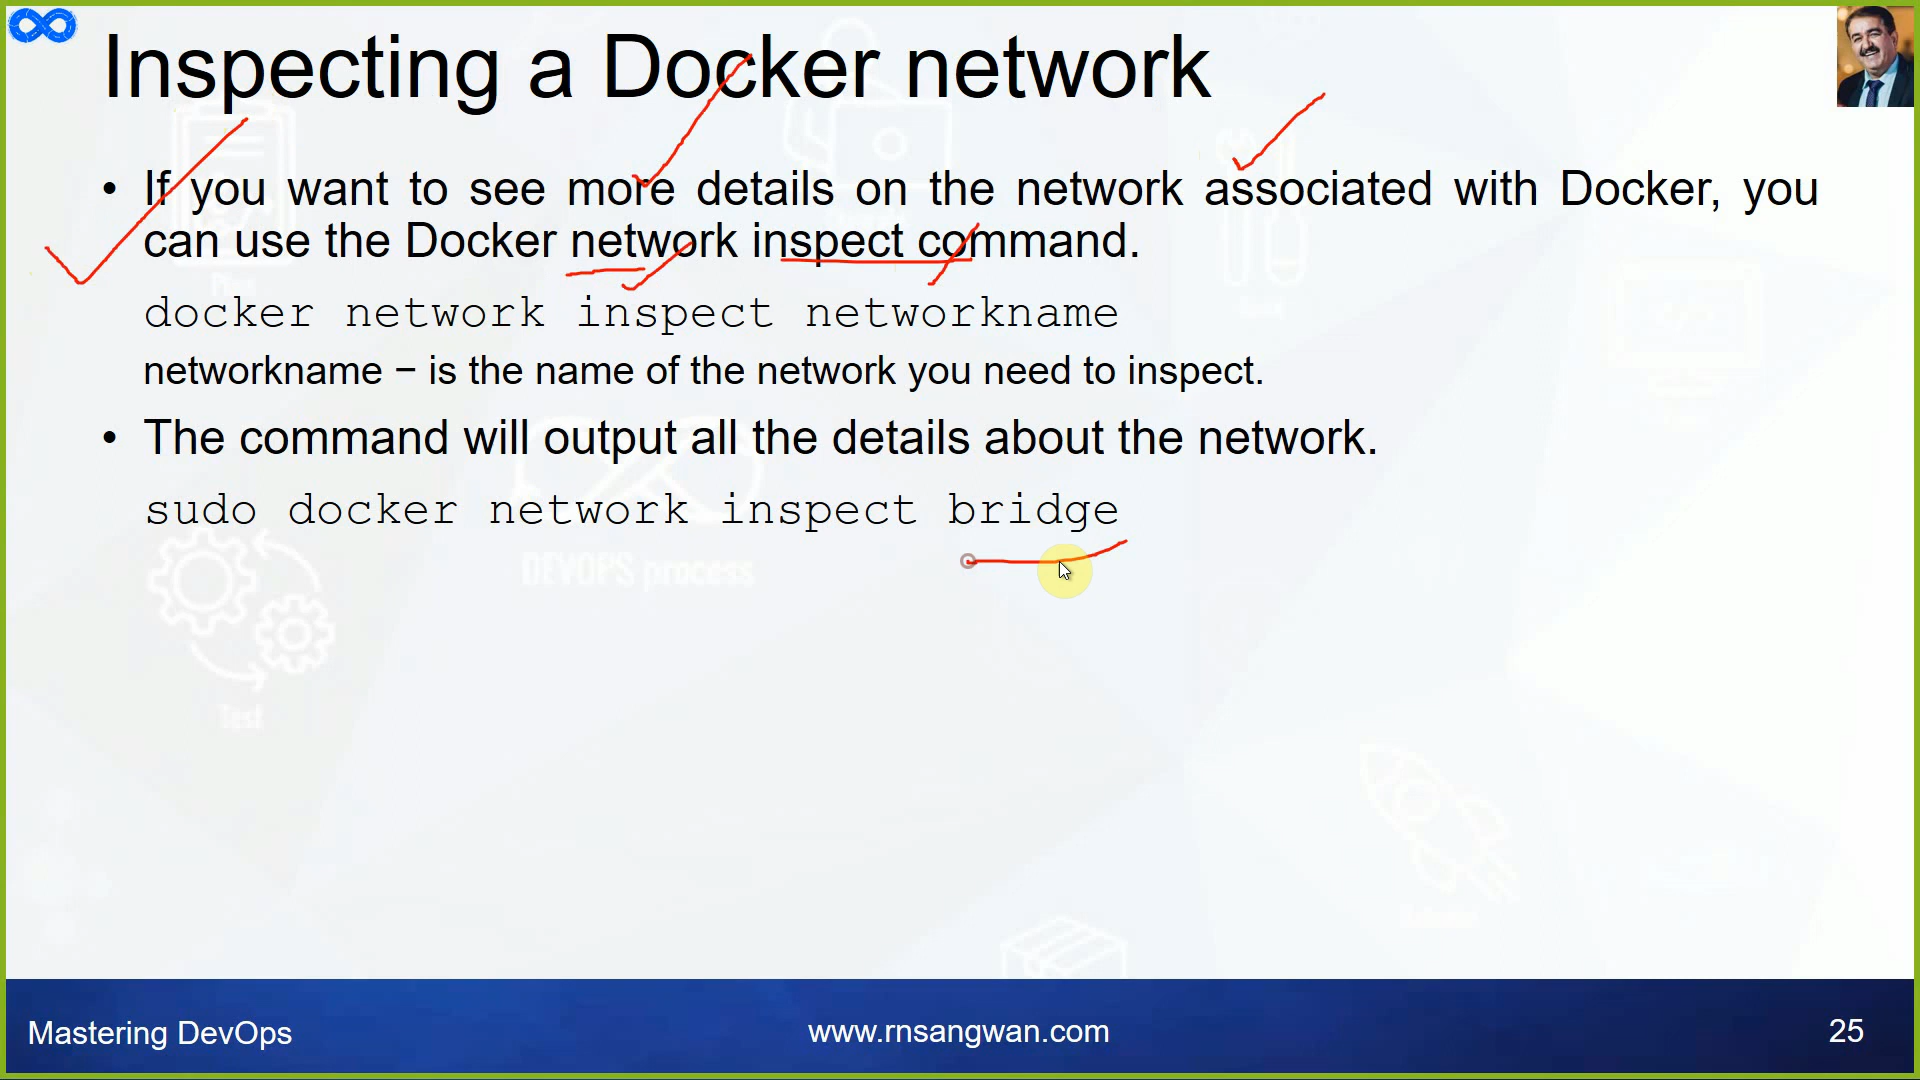 Inspecting a Docker network
• If you want to see more details on the network associated with Docker, you
can use the Docker network inspect command.
docker network inspect networkname
networkname − is the name of the network you need to inspect.
• The command will output all the details about the network.
sudo docker network inspect bridge
DEVOPS process
Test
Mastering DevOps
www.rnsangwan.com
25